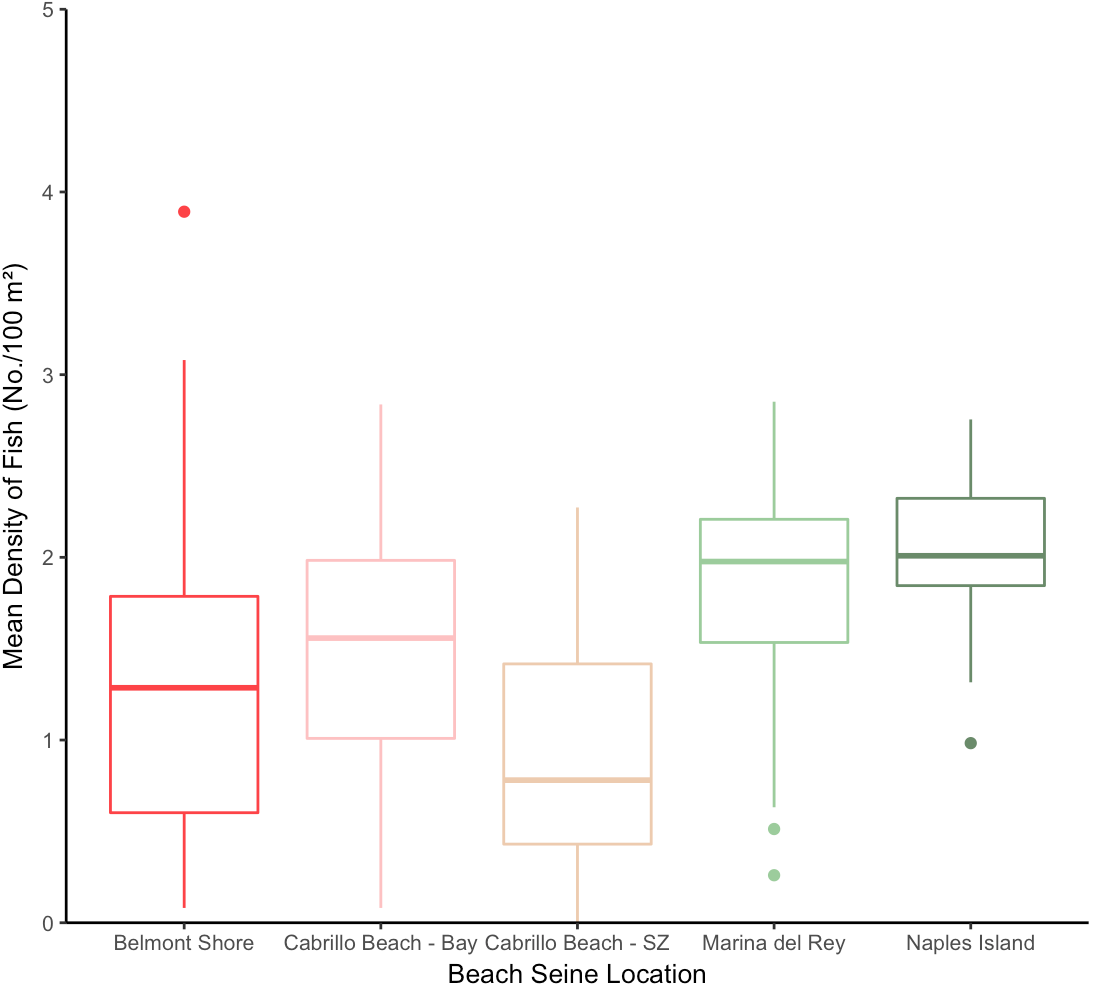 5
4
3
2
1
0
Mean Density of Fish (No./100 m²)
Belmont Shore Cabrillo Beach - Bay Cabrillo Beach - SZ Marina del Rey Naples Island
Beach Seine Location